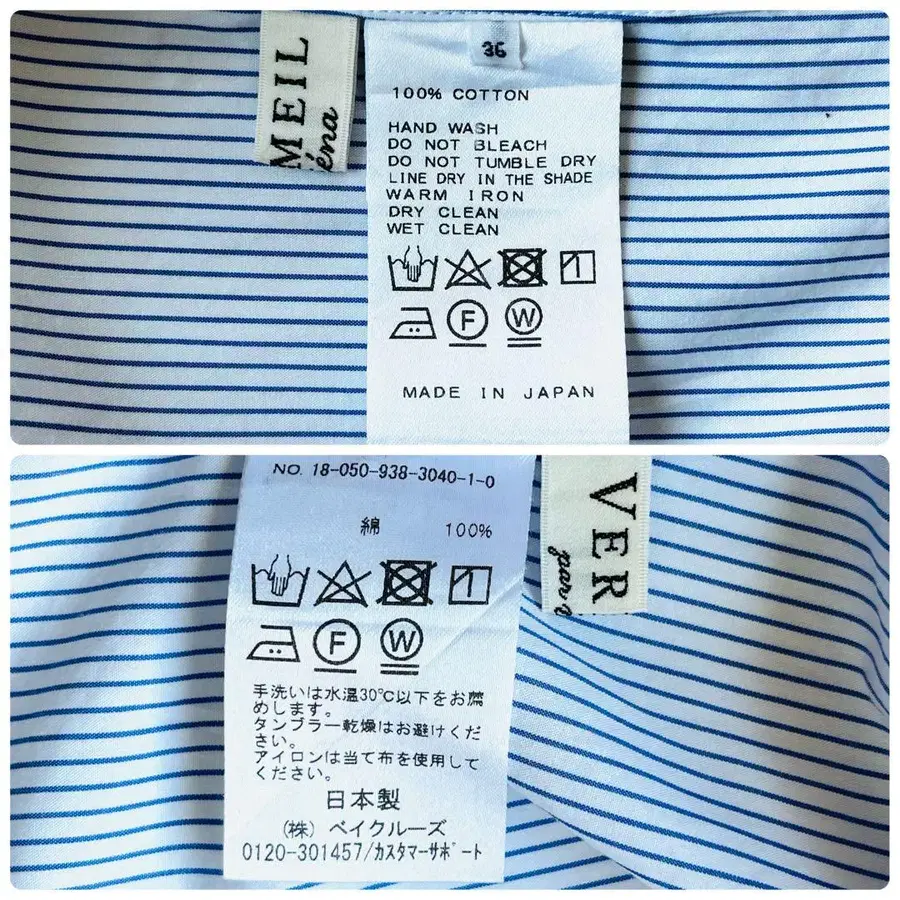 MEIL
éna
36
100% COTTON
HAND WASH
DO NOT BLEACH
DO NOT TUMBLE DRY
LINE DRY IN THE SHADE
WARM IRON
DRY CLEAN
WET CLEAN
F W
MADE IN JAPAN
NO. 18-050-938-3040-1-0
綿 100%
F W
手洗いは水温30℃以下をお薦
めします。
タンブラー乾燥はお避けくだ
さい。
アイロンは当て布を使用して
ください。
日本製
(株) ベイクルーズ
0120-301457/カスタマーサポート
VER
par